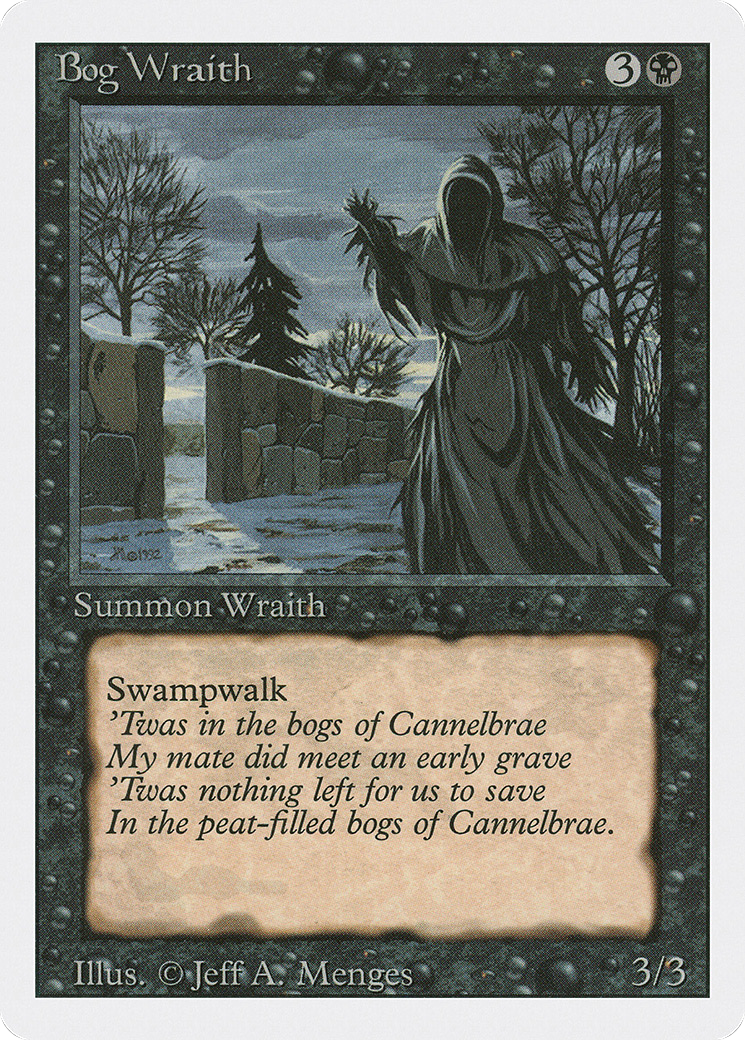 Bog Wraith 3
©1992
Summon Wraith
Swampwalk
’Twas in the bogs of Cannelbrae
My mate did meet an early grave
’Twas nothing left for us to save
In the peat-filled bogs of Cannelbrae.
Illus. © Jeff A. Menges 3/3